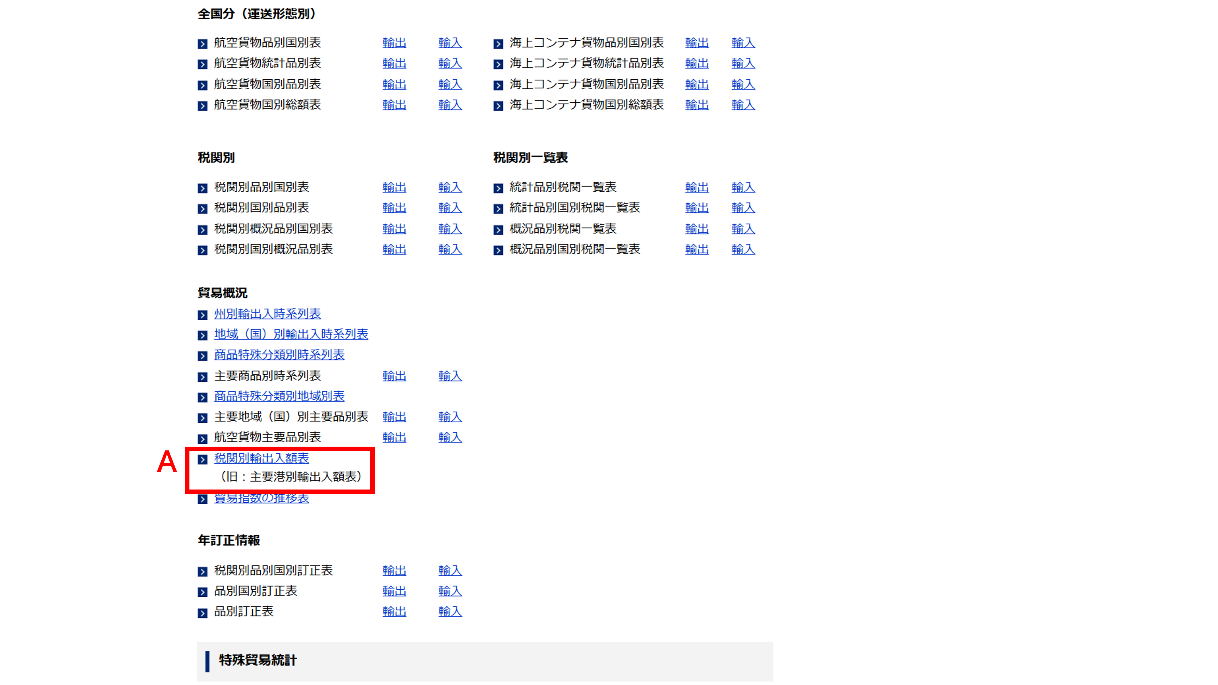 全国分（運送形態別）
航空貨物品別国別表 輸出 輸入 海上コンテナ貨物品別国別表 輸出 輸入
航空貨物統計品別表 輸出 輸入 海上コンテナ貨物統計品別表 輸出 輸入
航空貨物国別品別表 輸出 輸入 海上コンテナ貨物国別品別表 輸出 輸入
航空貨物国別総額表 輸出 輸入 海上コンテナ貨物国別総額表 輸出 輸入
税関別 税関別一覧表
税関別品別国別表 輸出 輸入 統計品別税関一覧表 輸出 輸入
税関別国別品別表 輸出 輸入 統計品別国別税関一覧表 輸出 輸入
税関別概況品別国別表 輸出 輸入 概況品別税関一覧表 輸出 輸入
税関別国別概況品別表 輸出 輸入 概況品別国別税関一覧表 輸出 輸入
貿易概況
州別輸出入時系列表
地域（国）別輸出入時系列表
商品特殊分類別時系列表
主要商品別時系列表 輸出 輸入
商品特殊分類別地域別表
主要地域（国）別主要品別表 輸出 輸入
航空貨物主要品別表 輸出 輸入
A 税関別輸出入額表
（旧：主要港別輸出入額表）
貿易指数の推移表
年訂正情報
税関別品別国別訂正表 輸出 輸入
品別国別訂正表 輸出 輸入
品別訂正表 輸出 輸入
特殊貿易統計